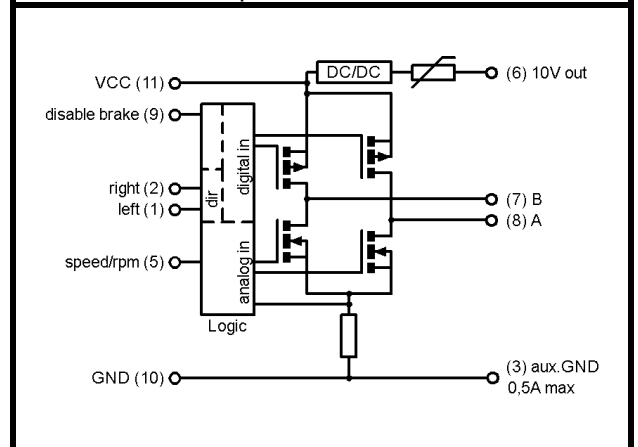 DC/DC
(6) 10V out
VCC (11)
disable brake (9)
digital in
right (2)
dir
left (1)
(7) B
(8) A
speed/rpm (5)
analog in
Logic
GND (10)
(3) aux.GND
0,5A max